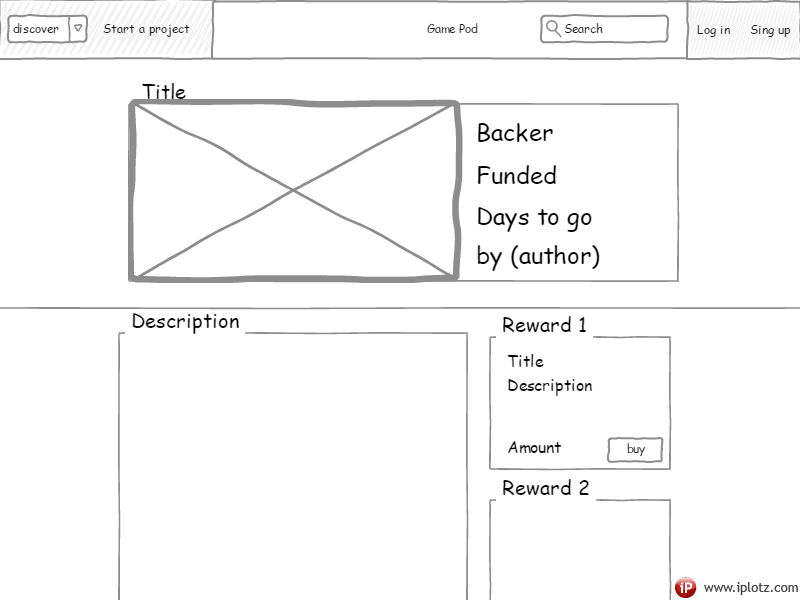 discover
Start a project
Game Pod
Search
Log in
Sing up
Title
Backer
Funded
Days to go
by (author)
Description
Reward 1
Title
Description
Amount
buy
Reward 2
iP
www.iplotz.com